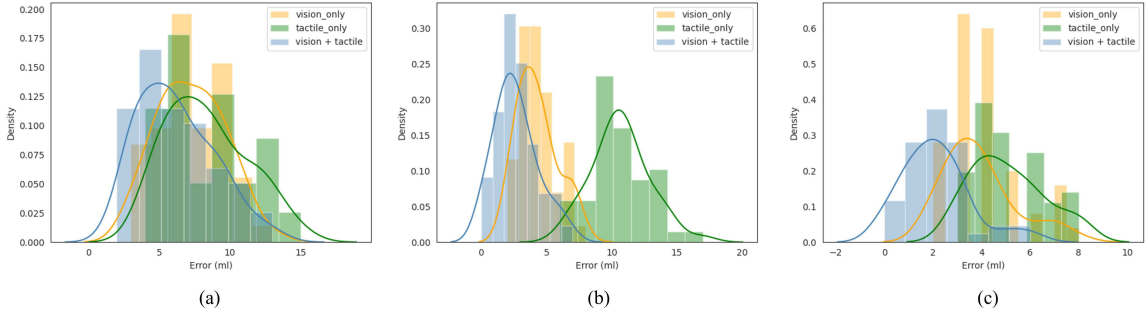 0.200
0.175
0.150
0.125
0.100
0.075
0.050
0.025
0.000
Density
0 5 10 15
Error (ml)
vision_only
tactile_only
vision + tactile
(a)
0.30
0.25
0.20
0.15
0.10
0.05
0.00
Density
0 5 10 15 20
Error (ml)
vision_only
tactile_only
vision + tactile
(b)
0.6
0.5
0.4
0.3
0.2
0.1
0.0
Density
−2 0 2 4 6 8 10
Error (ml)
vision_only
tactile_only
vision + tactile
(c)